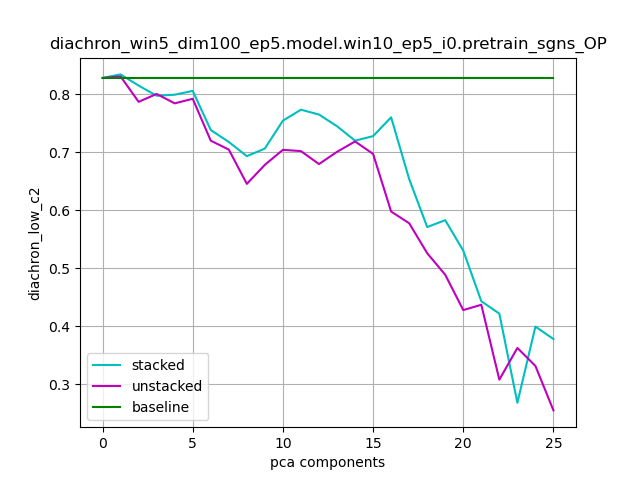 diachron_win5_dim100_ep5.model.win10_ep5_i0.pretrain_sgns_OP
diachron_low_c2
0.8
0.7
0.6
0.5
0.4
0.3
stacked
unstacked
baseline
0 5 10 15 20 25
pca components